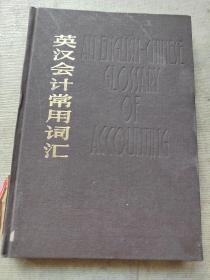 英汉会计常用词汇
AN ENGLISH-CHINESE
GLOSSARY
OF
ACCOUNTING